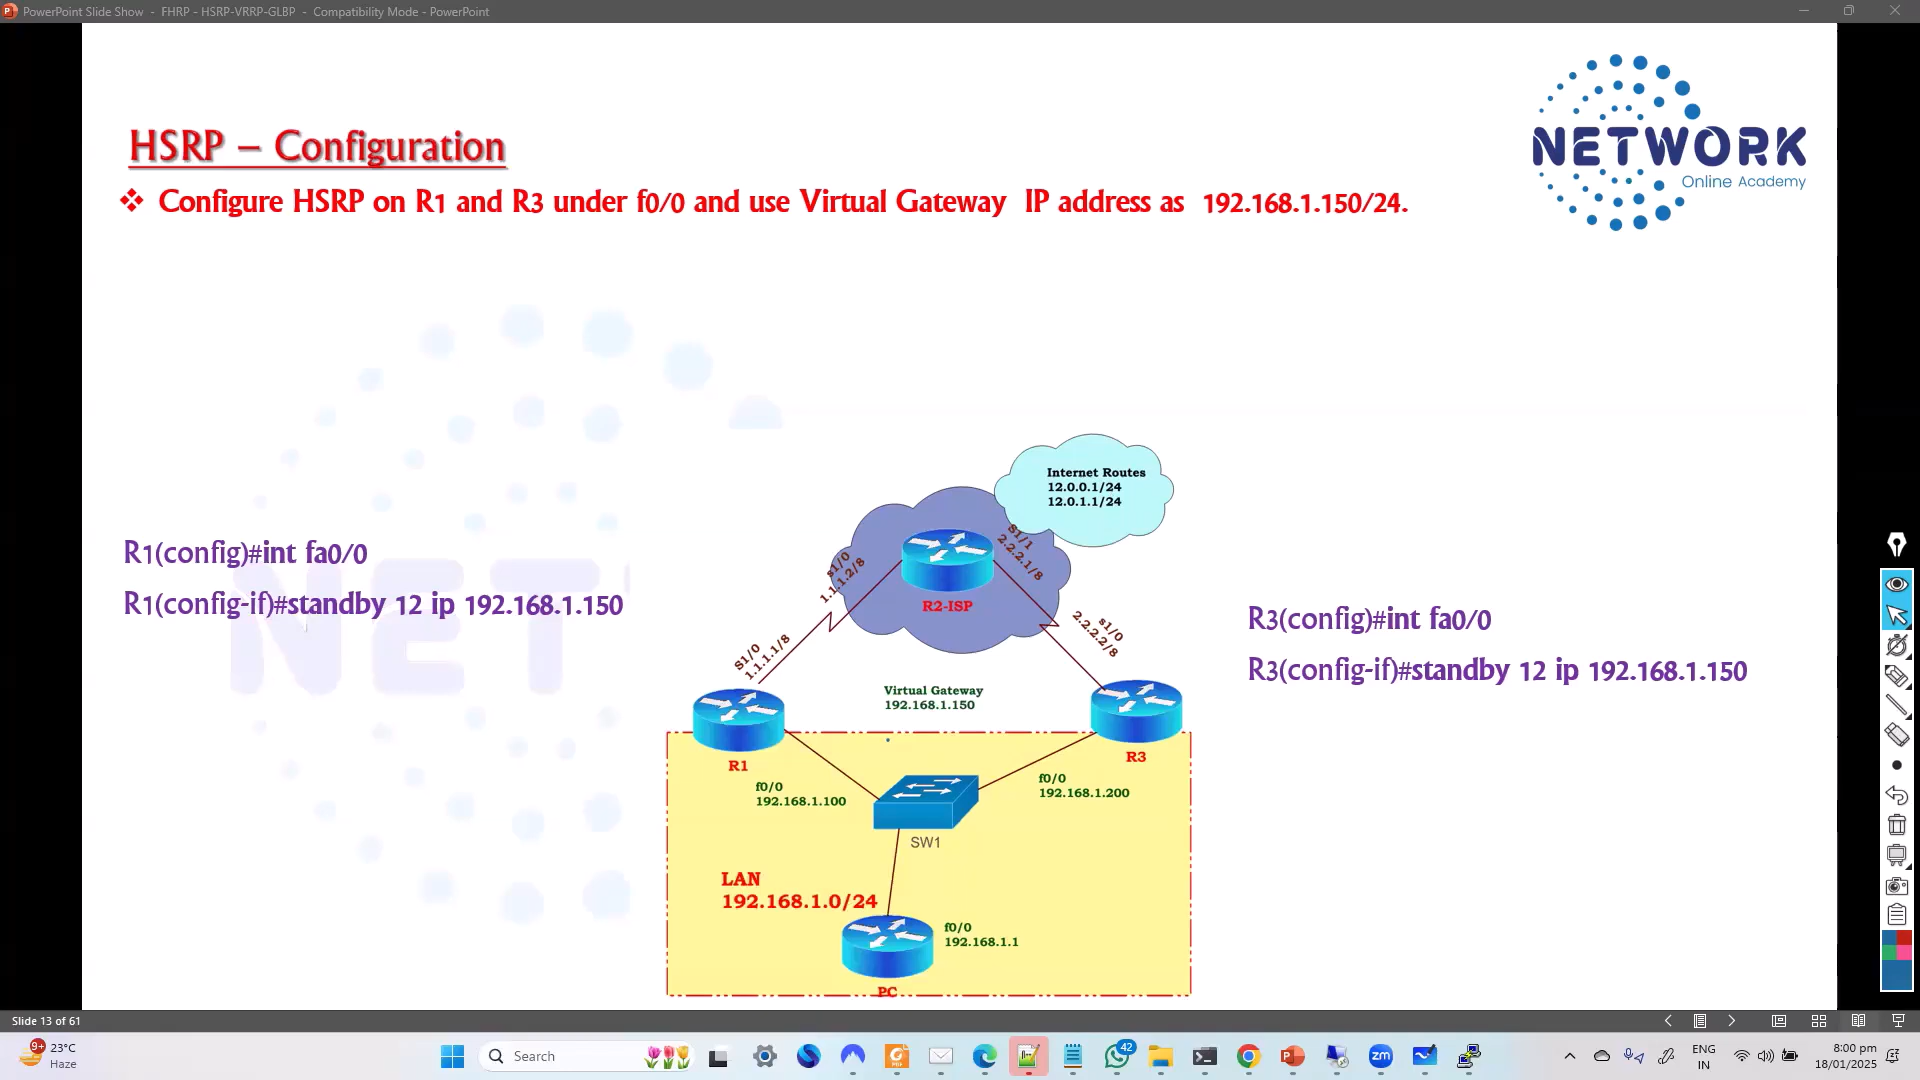 PowerPoint Slide Show - FHRP - HSRP-VRRP-GLBP - Compatibility Mode - PowerPoint
NETWORK
Online Academy
HSRP – Configuration
❖ Configure HSRP on R1 and R3 under f0/0 and use Virtual Gateway IP address as 192.168.1.150/24.
Internet Routes
12.0.0.1/24
12.0.1.1/24
R1(config)#int fa0/0
R1(config-if)#standby 12 ip 192.168.1.150
s1/0
1.1.1.2/8
S1/1
2.2.2.1/8
R2-ISP
S1/0
1.1.1.1/8
s1/0
2.2.2.2/8
R3(config)#int fa0/0
R3(config-if)#standby 12 ip 192.168.1.150
Virtual Gateway
192.168.1.150
R1
R3
f0/0
192.168.1.100
f0/0
192.168.1.200
SW1
LAN
192.168.1.0/24
f0/0
192.168.1.1
PC
NET
Slide 13 of 61
9+
23°C
Haze
Search
42
zm
ENG
IN
8:00 pm
18/01/2025